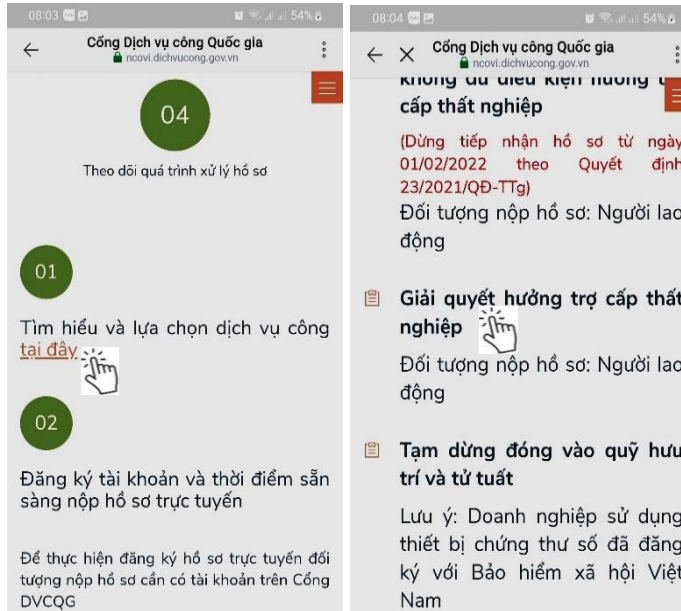 08:03
54%
Cổng Dịch vụ công Quốc gia
ncovi.dichvucong.gov.vn
04
Theo dõi quá trình xử lý hồ sơ
01
Tìm hiểu và lựa chọn dịch vụ công
tại đây
02
Đăng ký tài khoản và thời điểm sẵn
sàng nộp hồ sơ trực tuyến
Để thực hiện đăng ký hồ sơ trực tuyến đối
tượng nộp hồ sơ cần có tài khoản trên Cổng
DVCQG
08:04
54%
Cổng Dịch vụ công Quốc gia
ncovi.dichvucong.gov.vn
không đủ điều kiện hưởng
cấp thất nghiệp
(Dừng tiếp nhận hồ sơ từ ngày
01/02/2022 theo Quyết định
23/2021/QĐ-TTg)
Đối tượng nộp hồ sơ: Người lao
động
Giải quyết hưởng trợ cấp thất
nghiệp
Đối tượng nộp hồ sơ: Người lao
động
Tạm dừng đóng vào quỹ hưu
trí và tử tuất
Lưu ý: Doanh nghiệp sử dụng
thiết bị chứng thư số đã đăng
ký với Bảo hiểm xã hội Việt
Nam